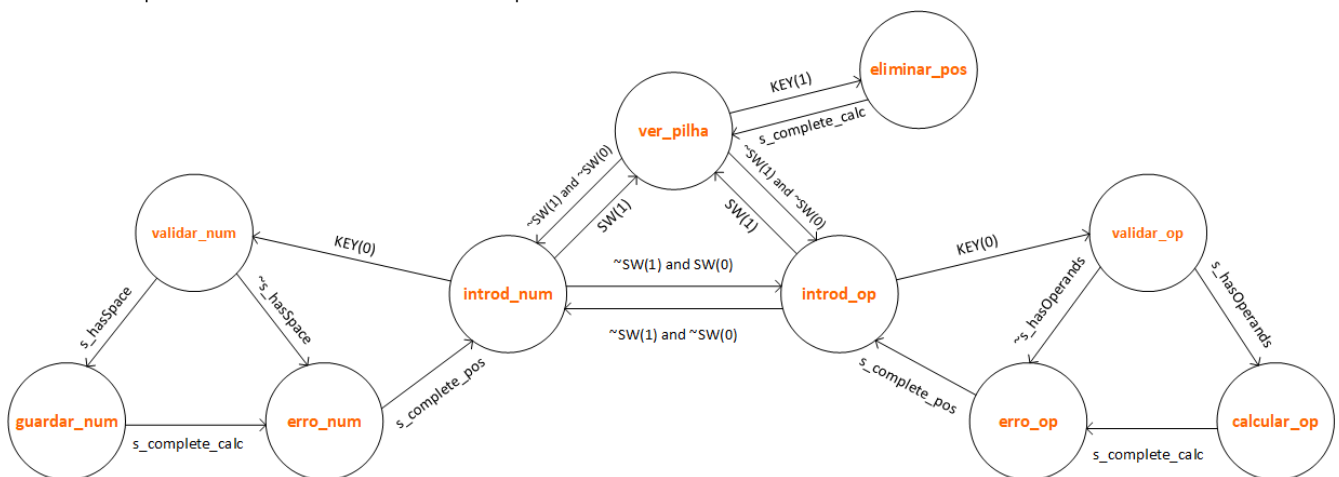 eliminar_pos
KEY(1)
s_complete_calc
ver_pilha
~SW(1) and ~SW(0)
SW(1)
~SW(1) and ~SW(0)
SW(1)
validar_num
KEY(0)
validar_op
KEY(0)
~SW(1) and SW(0)
introd_num
introd_op
~SW(1) and ~SW(0)
s_hasSpace
~s_hasSpace
~s_hasOperands
s_hasOperands
s_complete_pos
s_complete_pos
guardar_num
erro_num
erro_op
calcular_op
s_complete_calc
s_complete_calc